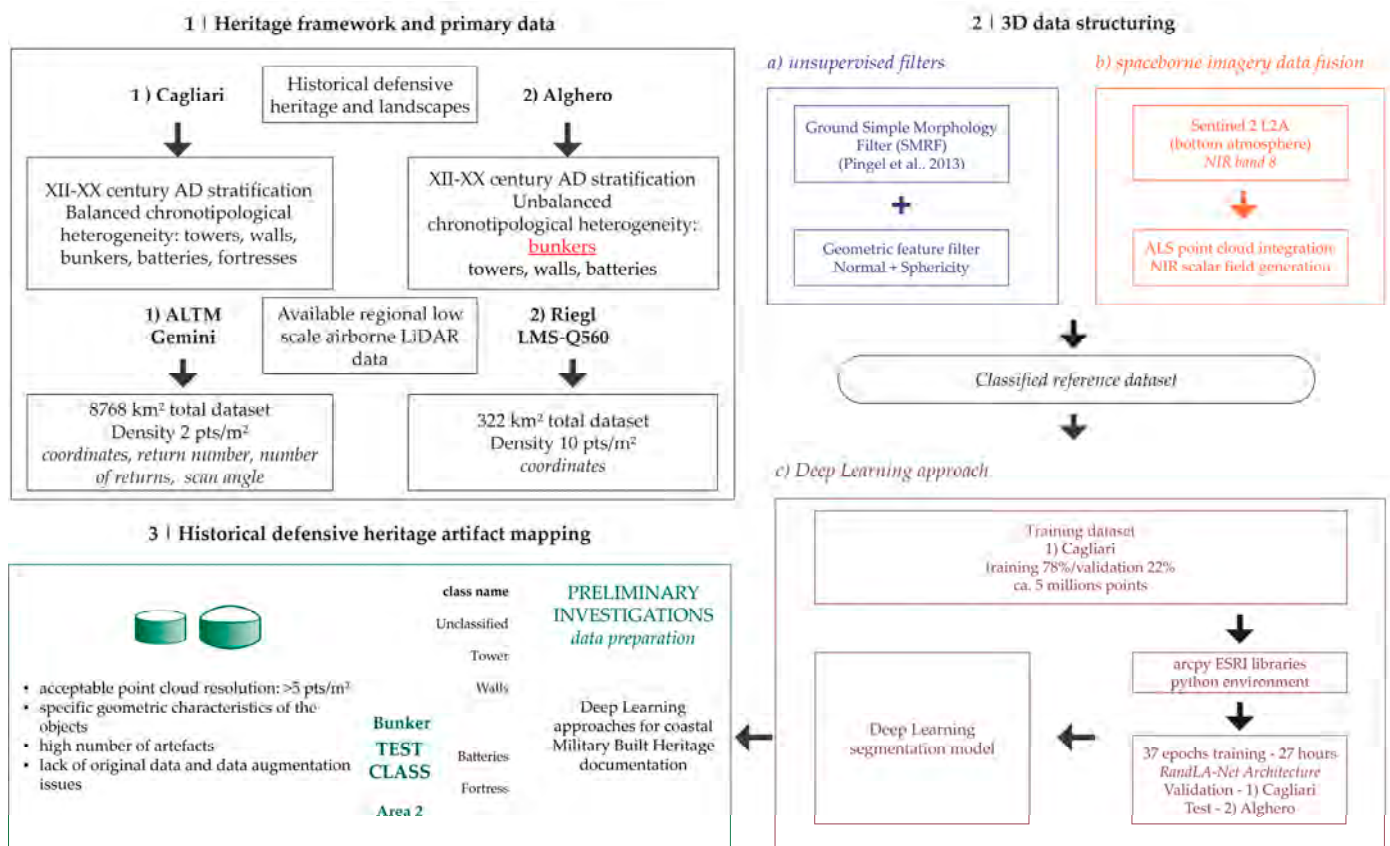 1 | Heritage framework and primary data
1 ) Cagliari
Historical defensive
heritage and landscapes
2) Alghero
XII-XX century AD stratification
Balanced chronotipological
heterogeneity: towers, walls,
bunkers, batteries, fortresses
XII-XX century AD stratification
Unbalanced
chronotipological heterogeneity:
bunkers
towers, walls, batteries
1) ALTM
Gemini
Available regional low
scale airborne LiDAR
data
2) Riegl
LMS-Q560
8768 km² total dataset
Density 2 pts/m²
coordinates, return number, number
of returns, scan angle
322 km² total dataset
Density 10 pts/m²
coordinates
2 | 3D data structuring
a) unsupervised filters
Ground Simple Morphology
Filter (SMRF)
(Pingel et al.. 2013)
+
Geometric feature filter
Normal + Sphericity
b) spaceborne imagery data fusion
Sentinel 2 L2A
(bottom atmosphere)
NIR band 8
ALS point cloud integration
NIR scalar field generation
Classified reference dataset
c) Deep Learning approach
Training dataset
1) Cagliari
training 78%/validation 22%
ca. 5 millions points
arcpy ESRI libraries
python environment
37 epochs training - 27 hours
RandLA-Net Architecture
Validation - 1) Cagliari
Test - 2) Alghero
Deep Learning
segmentation model
3 | Historical defensive heritage artifact mapping
• acceptable point cloud resolution: >5 pts/m²
• specific geometric characteristics of the
objects
• high number of artefacts
• lack of original data and data augmentation
issues
class name
Unclassified
Tower
Walls
Bunker
TEST
CLASS
Batteries
Fortress
Area 2
PRELIMINARY
INVESTIGATIONS
data preparation
Deep Learning
approaches for coastal
Military Built Heritage
documentation